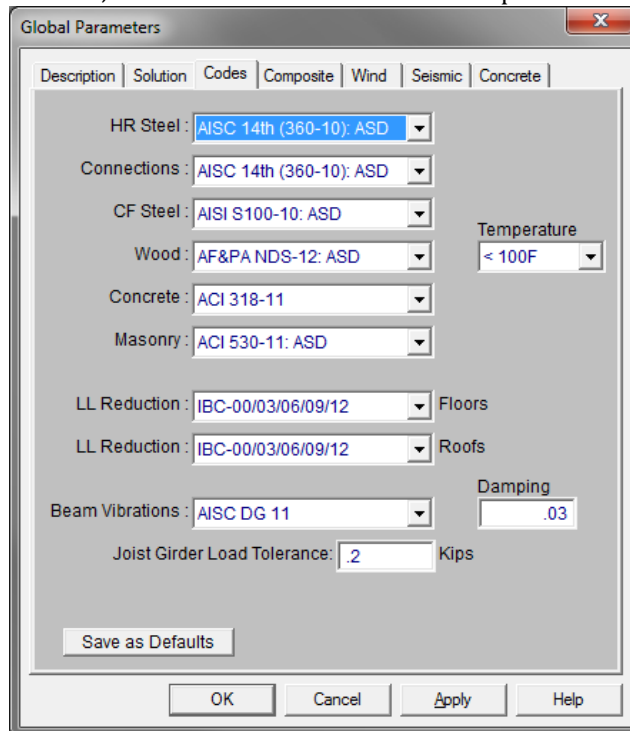 Global Parameters
Description Solution Codes Composite Wind Seismic Concrete
HR Steel : AISC 14th (360-10): ASD
Connections : AISC 14th (360-10): ASD
CF Steel : AISI S100-10: ASD
Temperature
Wood : AF&PA NDS-12: ASD < 100F
Concrete : ACI 318-11
Masonry : ACI 530-11: ASD
LL Reduction : IBC-00/03/06/09/12 Floors
LL Reduction : IBC-00/03/06/09/12 Roofs
Damping
Beam Vibrations : AISC DG 11 .03
Joist Girder Load Tolerance: .2 Kips
Save as Defaults
OK Cancel Apply Help